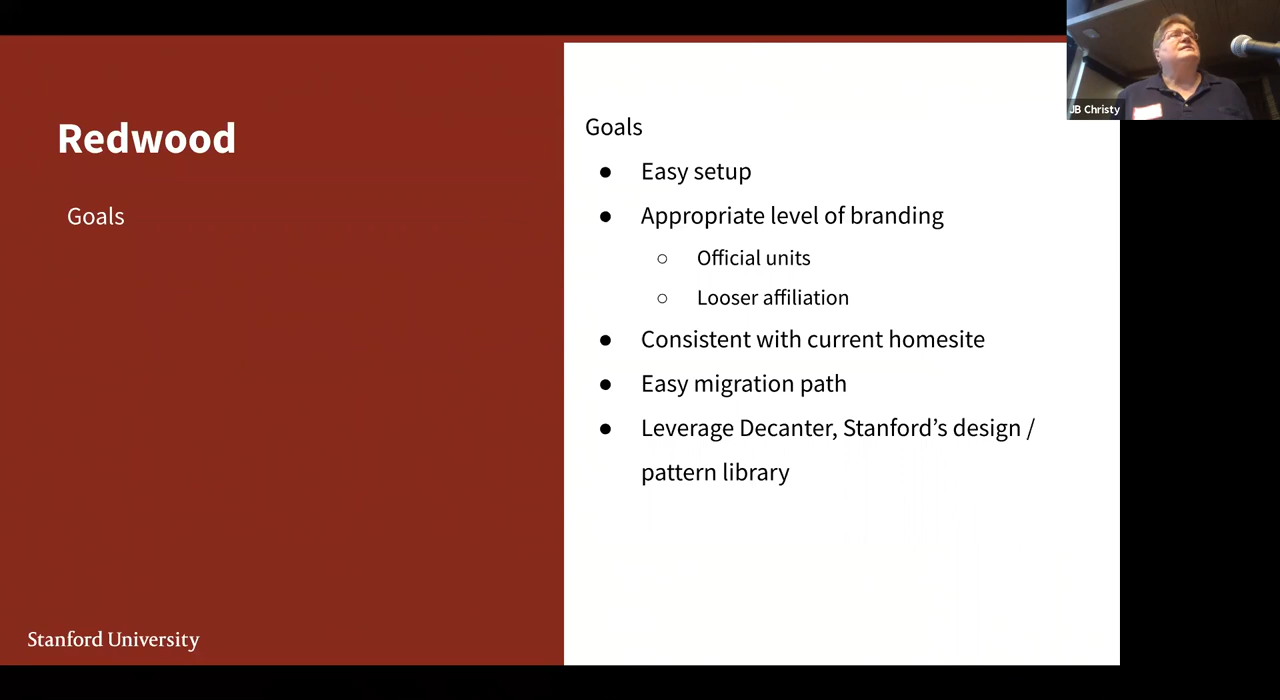 Redwood
Goals
Stanford University
Goals
● Easy setup
● Appropriate level of branding
○ Official units
○ Looser affiliation
● Consistent with current homesite
● Easy migration path
● Leverage Decanter, Stanford’s design /
pattern library
JB Christy